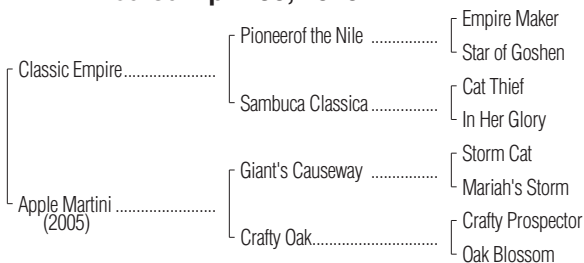 Empire Maker
Pioneerof the Nile ................
Star of Goshen
Classic Empire......................
Cat Thief
Sambuca Classica ................
In Her Glory
Storm Cat
Giant's Causeway ................
Mariah's Storm
Apple Martini ........................
(2005)
Crafty Prospector
Crafty Oak..............................
Oak Blossom